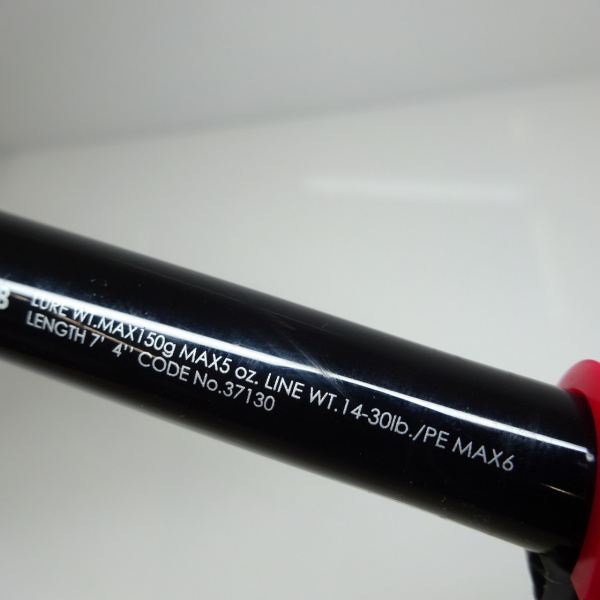 B
LURE WT.MAX150g MAX5 oz. LINE WT.14-30lb./PE MAX6
LENGTH 7' 4'' CODE No.37130